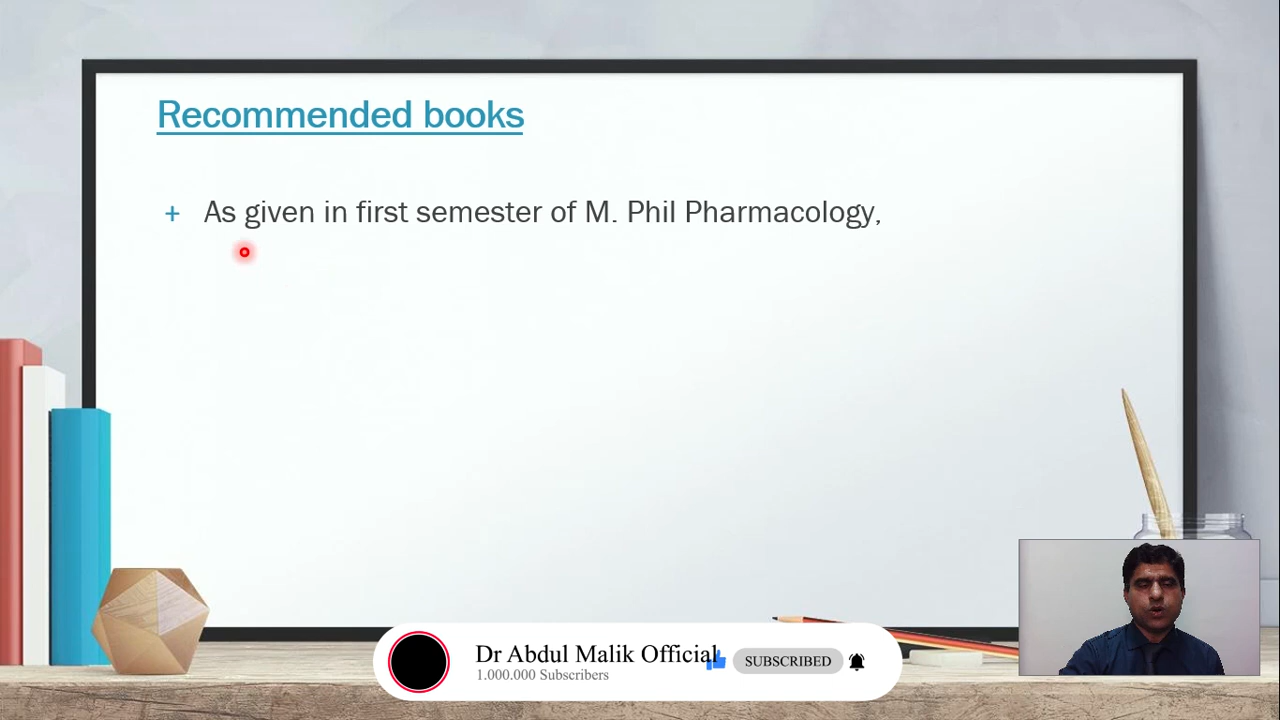 Recommended books
+ As given in first semester of M. Phil Pharmacology,
Dr Abdul Malik Official
1.000.000 Subscribers
SUBSCRIBED